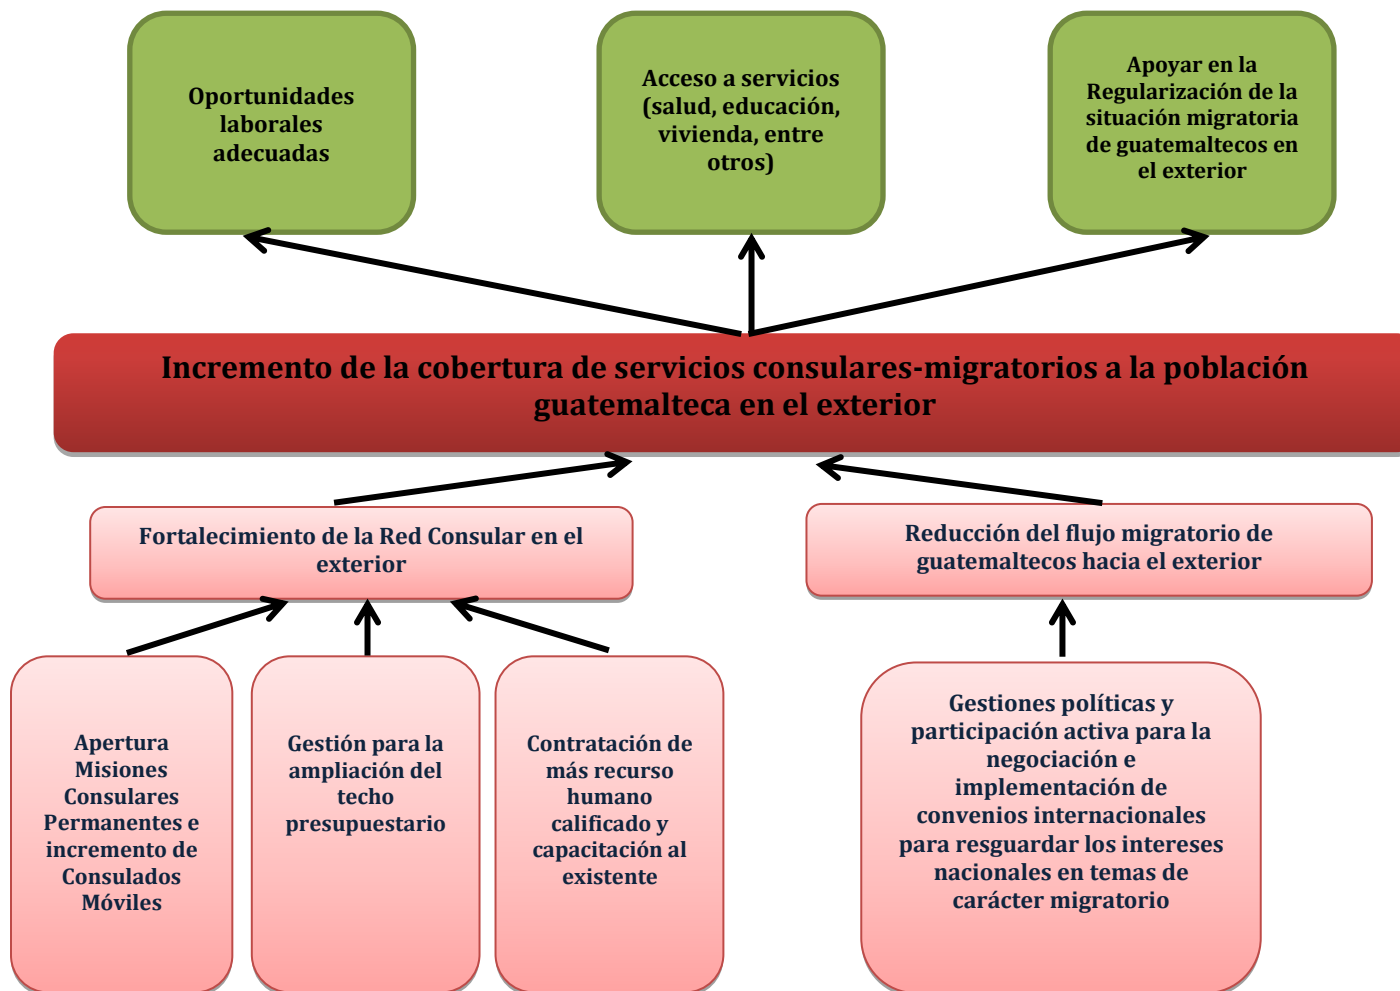 Oportunidades
laborales
adecuadas
Acceso a servicios
(salud, educación,
vivienda, entre
otros)
Apoyar en la
Regularización de la
situación migratoria
de guatemaltecos en
el exterior
Incremento de la cobertura de servicios consulares-migratorios a la población
guatemalteca en el exterior
Fortalecimiento de la Red Consular en el
exterior
Reducción del flujo migratorio de
guatemaltecos hacia el exterior
Apertura
Misiones
Consulares
Permanentes e
incremento de
Consulados
Móviles
Gestión para la
ampliación del
techo
presupuestario
Contratación de
más recurso
humano
calificado y
capacitación al
existente
Gestiones políticas y
participación activa para la
negociación e
implementación de
convenios internacionales
para resguardar los intereses
nacionales en temas de
carácter migratorio